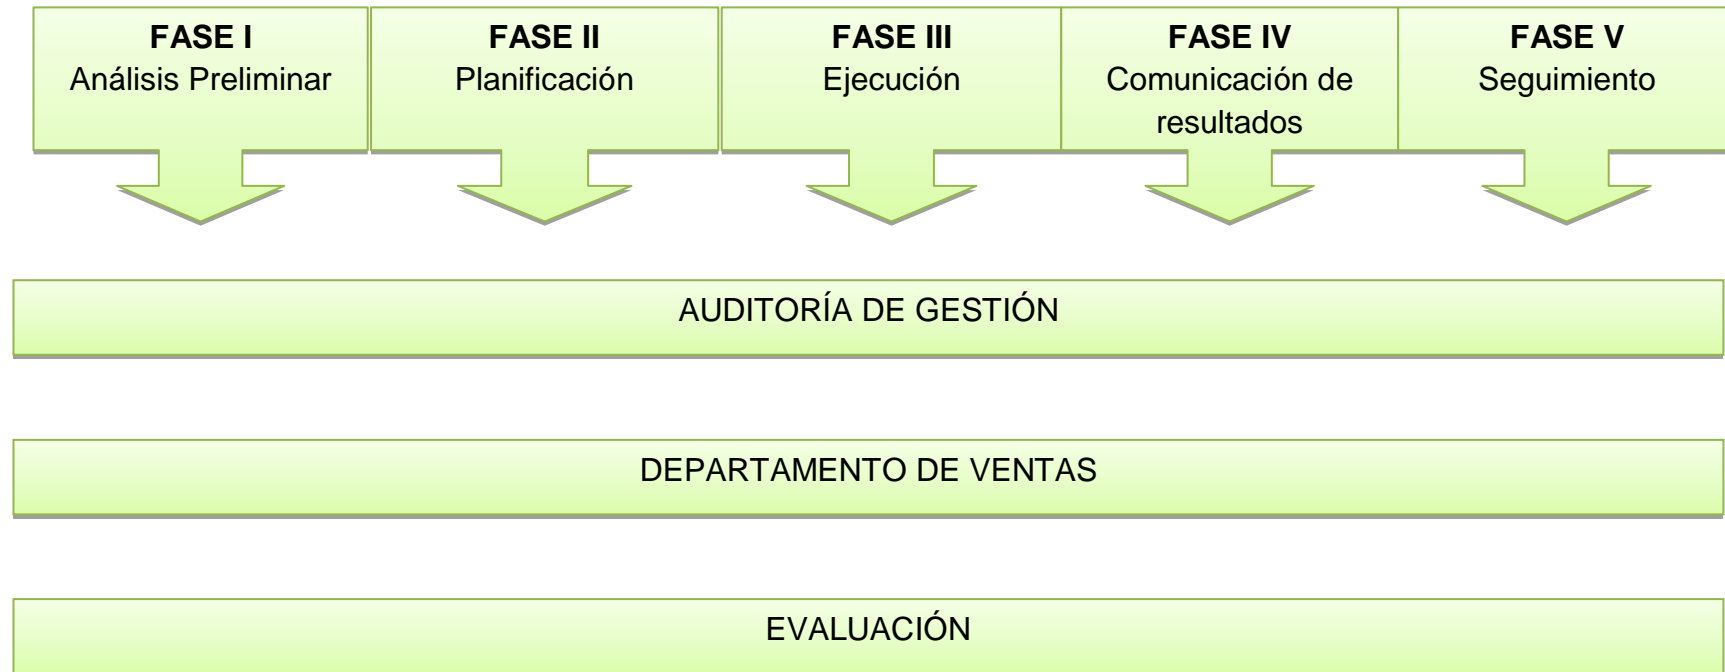 FASE I
Análisis Preliminar
FASE II
Planificación
FASE III
Ejecución
FASE IV
Comunicación de
resultados
FASE V
Seguimiento
AUDITORÍA DE GESTIÓN
DEPARTAMENTO DE VENTAS
EVALUACIÓN